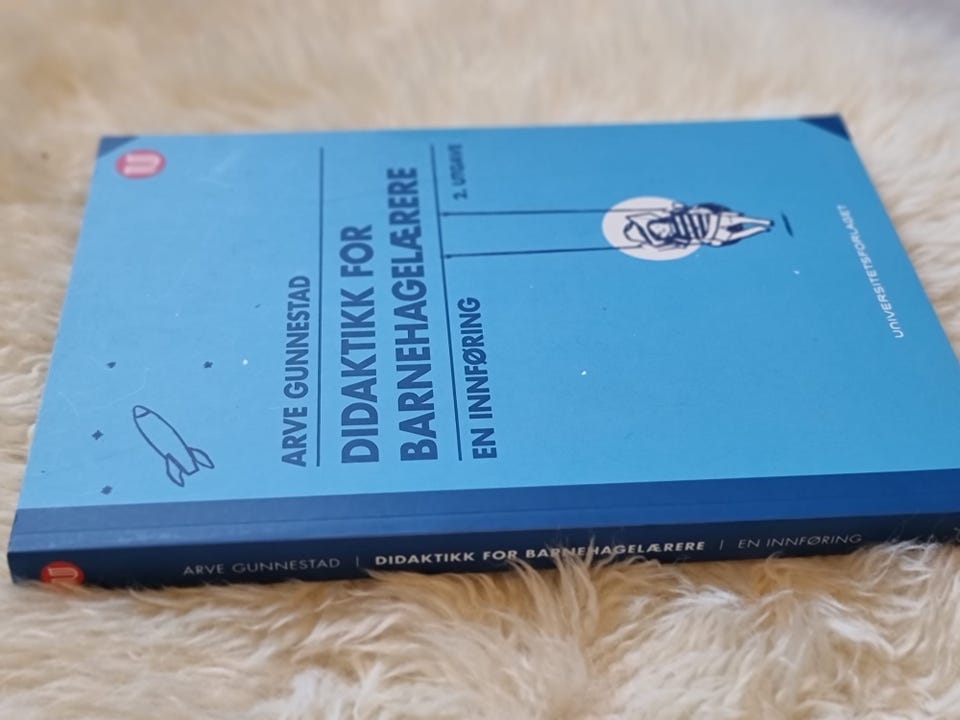 ARVE GUNNESTAD
DIDAKTIKK FOR
BARNEHAGELÆRERE
EN INNFØRING
2. UTGAVE
UNIVERSITETSFORLAGET
U
ARVE GUNNESTAD | DIDAKTIKK FOR BARNEHAGELÆRERE | EN INNFØRING
U